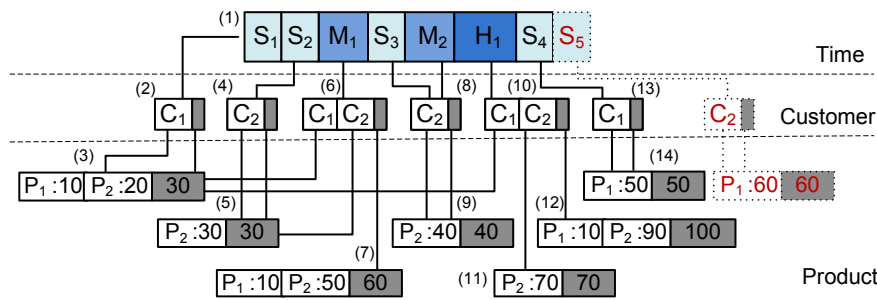 (1) S1 S2 M1 S3 M2 H1 S4 S5
Time
(2) (4) (6) (8) (10) (13)
C1 C2 C1 C2 C2 C1 C2 C1 C2
Customer
(3) (14)
P1 :10 P2 :20 30 P1 :50 50 P1 :60 60
(5) (9) (12)
P2 :30 30 P2 :40 40 P1 :10 P2 :90 100
(7) (11)
P1 :10 P2 :50 60 P2 :70 70
Product